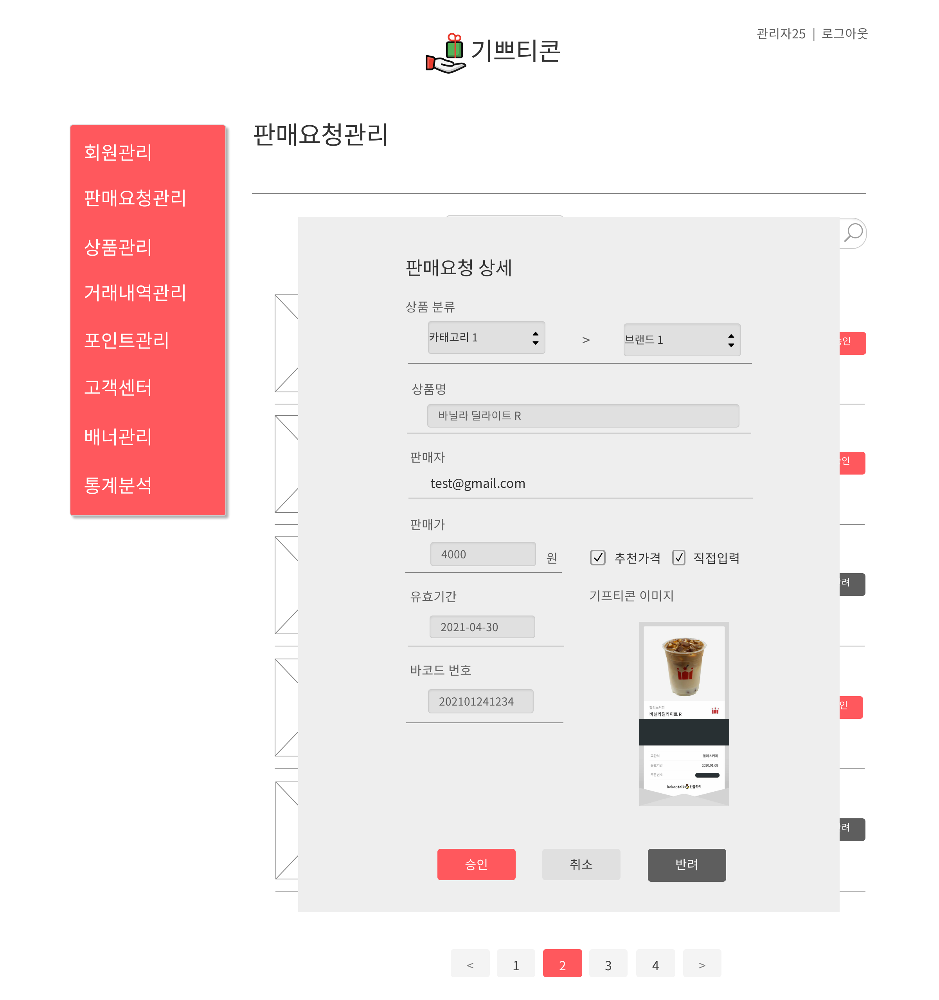 관리자25 | 로그아웃
기쁘티콘
판매요청관리
회원관리
판매요청관리
상품관리
거래내역관리
포인트관리
고객센터
배너관리
통계분석
판매요청 상세
상품 분류
카태고리 1 > 브랜드 1
상품명
바닐라 딜라이트 R
판매자
test@gmail.com
판매가
4000 원 추천가격 직접입력
유효기간
기프티콘 이미지
2021-04-30
바코드 번호
202101241234
할리스커피
바닐라딜라이트 R
교환처 할리스커피
유효기간 2020.01.08
주문번호
kakaotalk 선물하기
승인 취소 반려
인
인
려
인
려
< 1 2 3 4 >